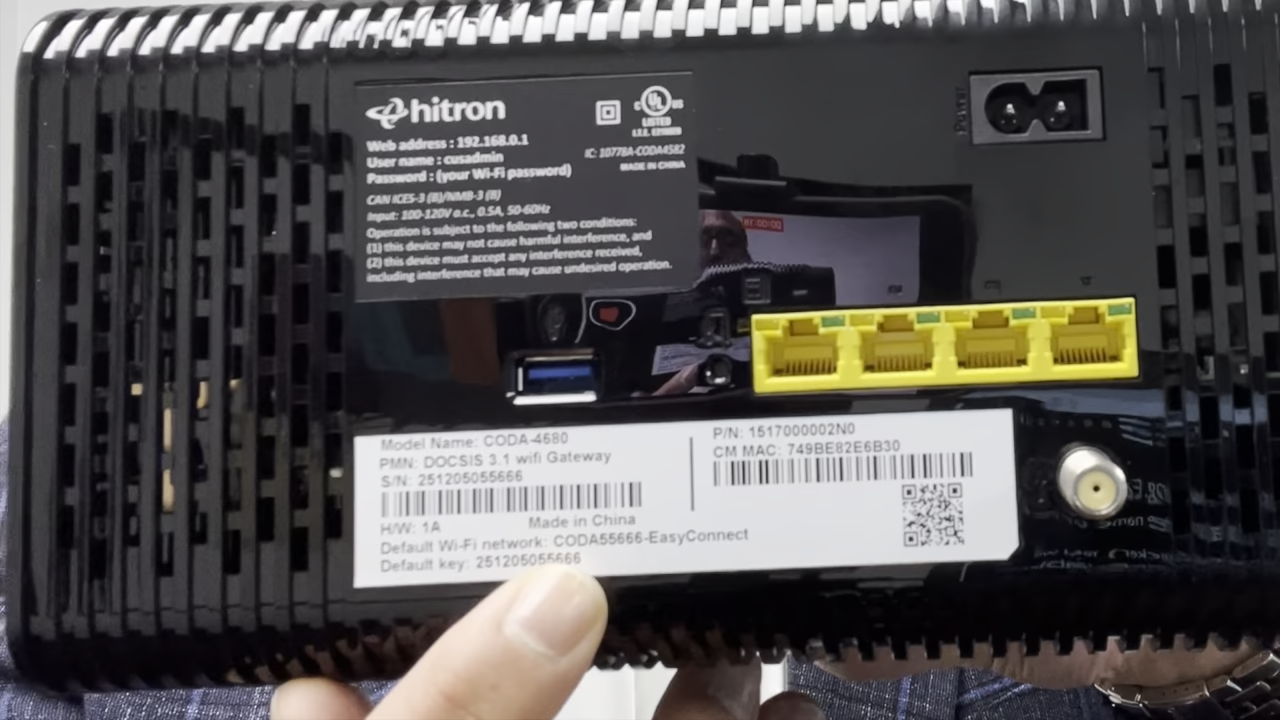 hitron
C UL US
LISTED
Web address : 192.168.0.1
User name : cusadmin
Password : (your Wi-Fi password)
IC: 10778A-CODA4582
MADE IN CHINA
CAN ICES-3 (B)/NMB-3 (B)
Input: 100-120V a.c., 0.5A, 50-60Hz
Operation is subject to the following two conditions:
(1) this device may not cause harmful interference, and
(2) this device must accept any interference received,
including interference that may cause undesired operation.
Power
Model Name: CODA-4680
PMN: DOCSIS 3.1 wifi Gateway
S/N: 251205055666
H/W: 1A
Made in China
Default Wi-Fi network: CODA55666-EasyConnect
Default key: 251205055666
P/N: 1517000002N0
CM MAC: 749BE82E6B30